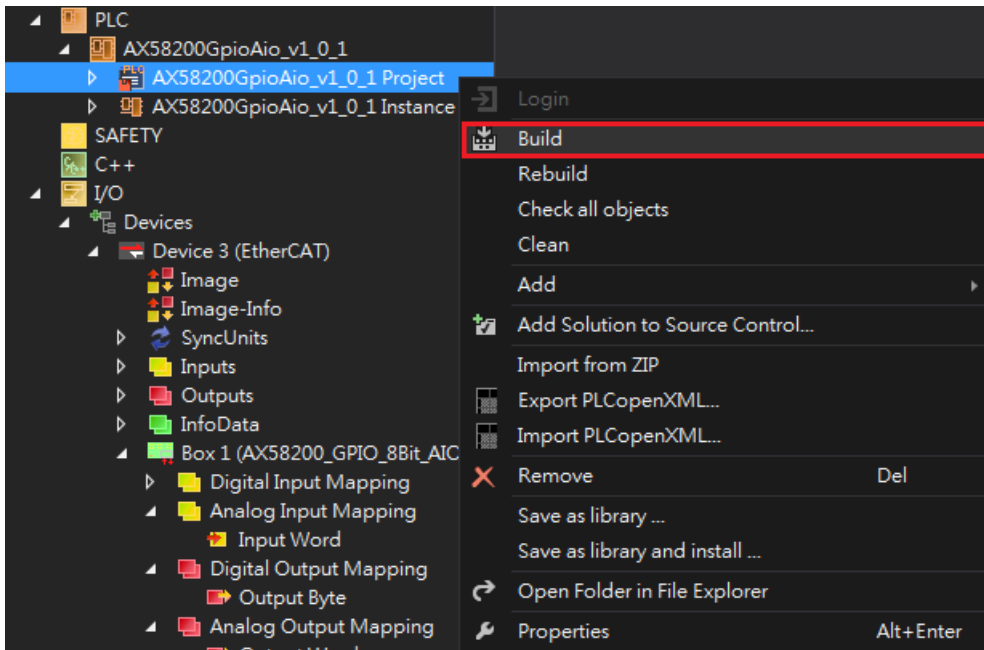 PLC
AX58200GpioAio_v1_0_1
AX58200GpioAio_v1_0_1 Project
AX58200GpioAio_v1_0_1 Instance
SAFETY
C++
I/O
Devices
Device 3 (EtherCAT)
Image
Image-Info
SyncUnits
Inputs
Outputs
InfoData
Box 1 (AX58200_GPIO_8Bit_AIO
Digital Input Mapping
Analog Input Mapping
Input Word
Digital Output Mapping
Output Byte
Analog Output Mapping
Output Word
Login
Build
Rebuild
Check all objects
Clean
Add
Add Solution to Source Control...
Import from ZIP
Export PLCopenXML...
Import PLCopenXML...
Remove Del
Save as library ...
Save as library and install ...
Open Folder in File Explorer
Properties Alt+Enter